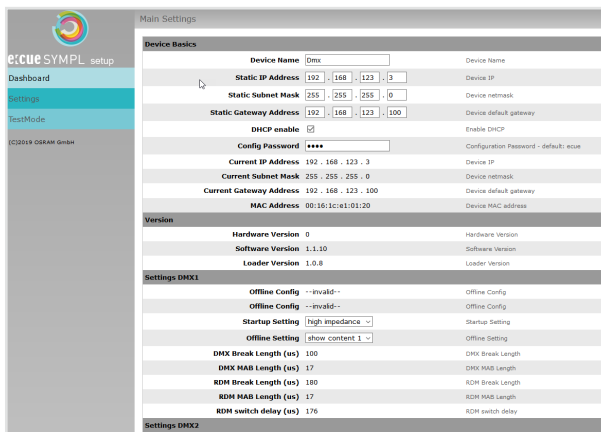 Main Settings
e:cue SYMPL setup
Dashboard
Settings
TestMode
(C)2019 OSRAM GmbH
Device Basics
Device Name Dmx Device Name
Static IP Address 192 . 168 . 123 . 3 Device IP
Static Subnet Mask 255 . 255 . 255 . 0 Device netmask
Static Gateway Address 192 . 168 . 123 . 100 Device default gateway
DHCP enable Enable DHCP
Config Password •••• Configuration Password - default: ecue
Current IP Address 192 . 168 . 123 . 3 Device IP
Current Subnet Mask 255 . 255 . 255 . 0 Device netmask
Current Gateway Address 192 . 168 . 123 . 100 Device default gateway
MAC Address 00:16:1c:e1:01:20 Device MAC address
Version
Hardware Version 0 Hardware Version
Software Version 1.1.10 Software Version
Loader Version 1.0.8 Loader Version
Settings DMX1
Offline Config --invalid-- Offline Config
Offline Config --invalid-- Offline Config
Startup Setting high impedance Startup Setting
Offline Setting show content 1 Offline Setting
DMX Break Length (us) 100 DMX Break Length
DMX MAB Length (us) 17 DMX MAB Length
RDM Break Length (us) 180 RDM Break Length
RDM MAB Length (us) 17 RDM MAB Length
RDM switch delay (us) 176 RDM switch delay
Settings DMX2